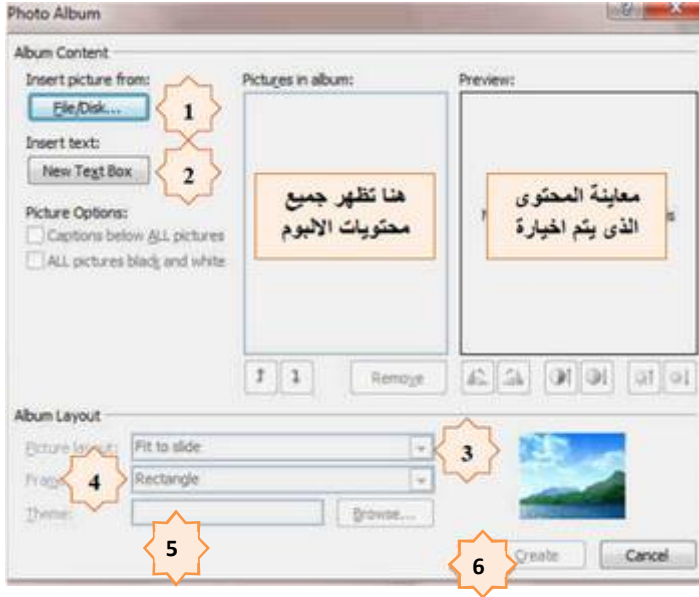 Photo Album
Album Content
Insert picture from:
File/Disk...
1
Insert text:
New Text Box
2
Picture Options:
Captions below ALL pictures
ALL pictures black and white
Pictures in album:
هنا تظهر جميع
محتويات الالبوم
Remove
Preview:
معاينة المحتوى
الذى يتم اخيارة
Album Layout
Picture layout:
Fit to slide
3
4
Rectangle
Theme:
Browse...
5
6
Create
Cancel